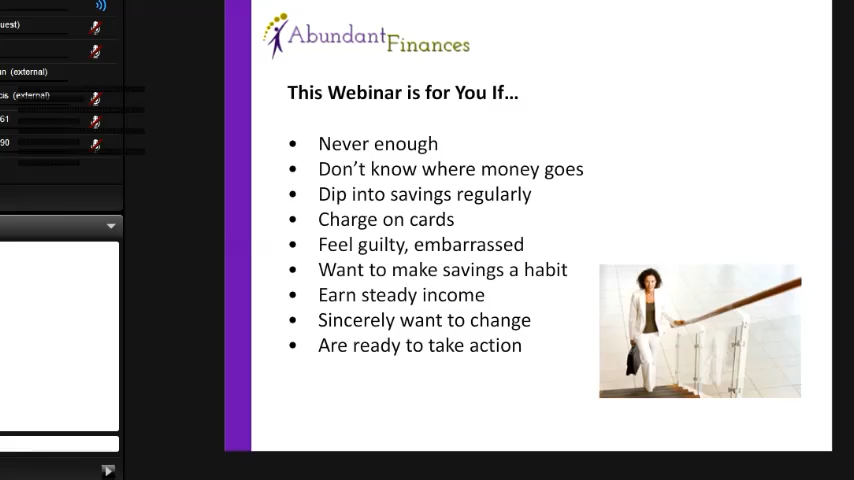 uest)
n (external)
cis (external)
61
90
Abundant Finances
This Webinar is for You If...
• Never enough
• Don't know where money goes
• Dip into savings regularly
• Charge on cards
• Feel guilty, embarrassed
• Want to make savings a habit
• Earn steady income
• Sincerely want to change
• Are ready to take action